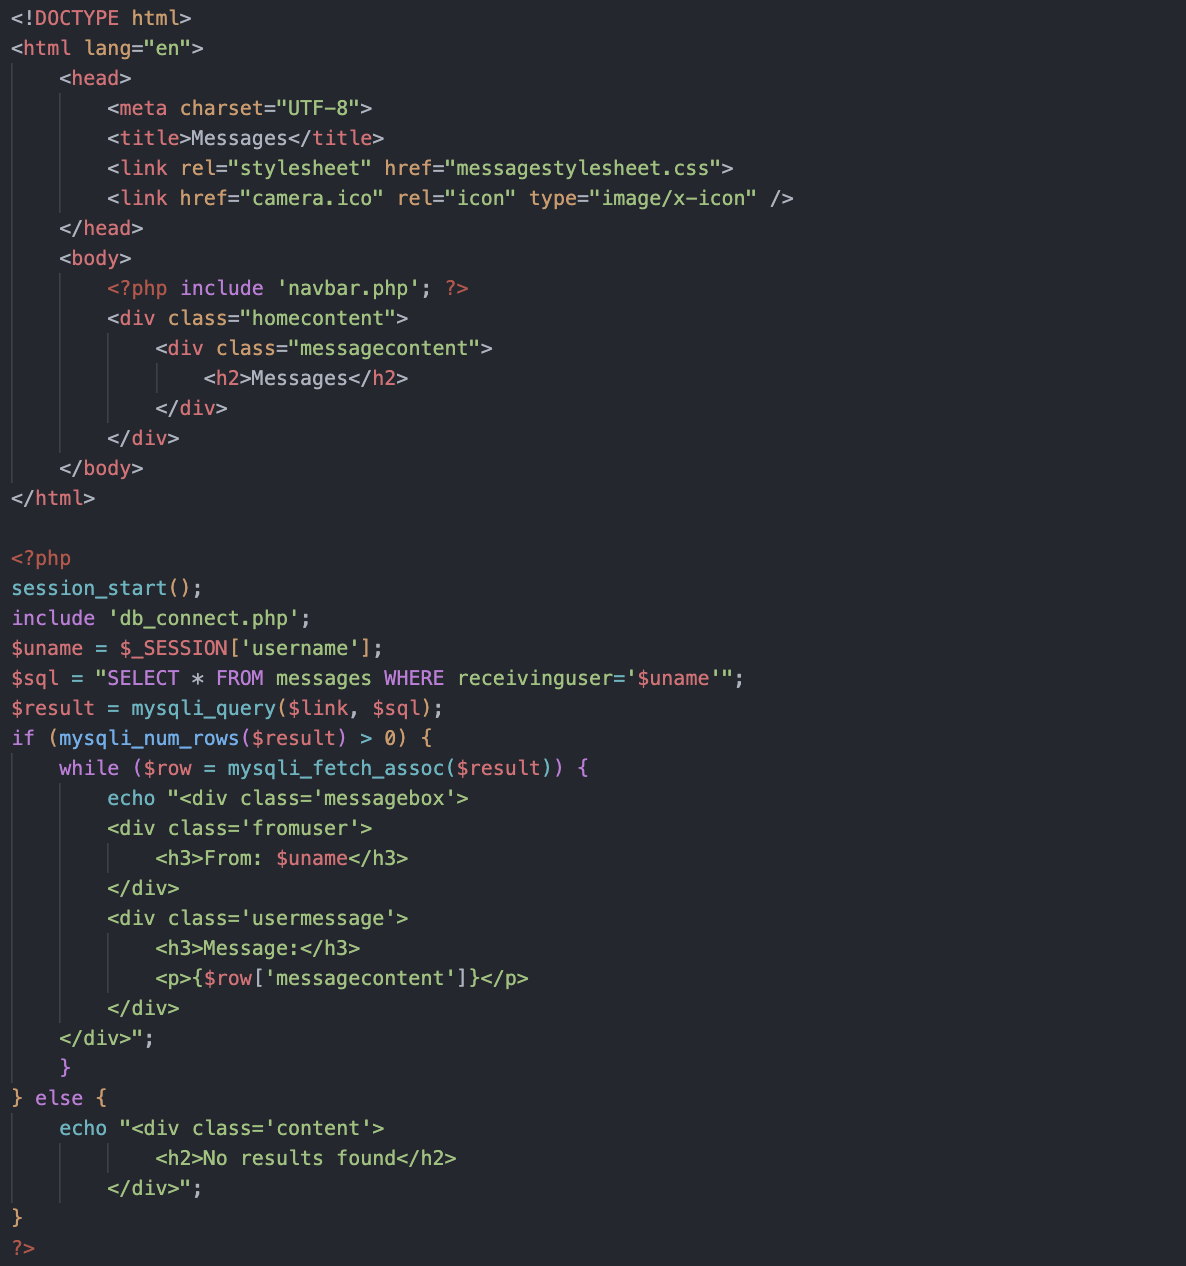 <!DOCTYPE html>
<html lang="en">
    <head>
        <meta charset="UTF-8">
        <title>Messages</title>
        <link rel="stylesheet" href="messagestylesheet.css">
        <link href="camera.ico" rel="icon" type="image/x-icon" />
    </head>
    <body>
        <?php include 'navbar.php'; ?>
        <div class="homecontent">
            <div class="messagecontent">
                <h2>Messages</h2>
            </div>
        </div>
    </body>
</html>

<?php
session_start();
include 'db_connect.php';
$uname = $_SESSION['username'];
$sql = "SELECT * FROM messages WHERE receivinguser='$uname'";
$result = mysqli_query($link, $sql);
if (mysqli_num_rows($result) > 0) {
    while ($row = mysqli_fetch_assoc($result)) {
        echo "<div class='messagebox'>
        <div class='fromuser'>
            <h3>From: $uname</h3>
        </div>
        <div class='usermessage'>
            <h3>Message:</h3>
            <p>{$row['messagecontent']}</p>
        </div>
    </div>";
    }
} else {
    echo "<div class='content'>
            <h2>No results found</h2>
        </div>";
}
?>